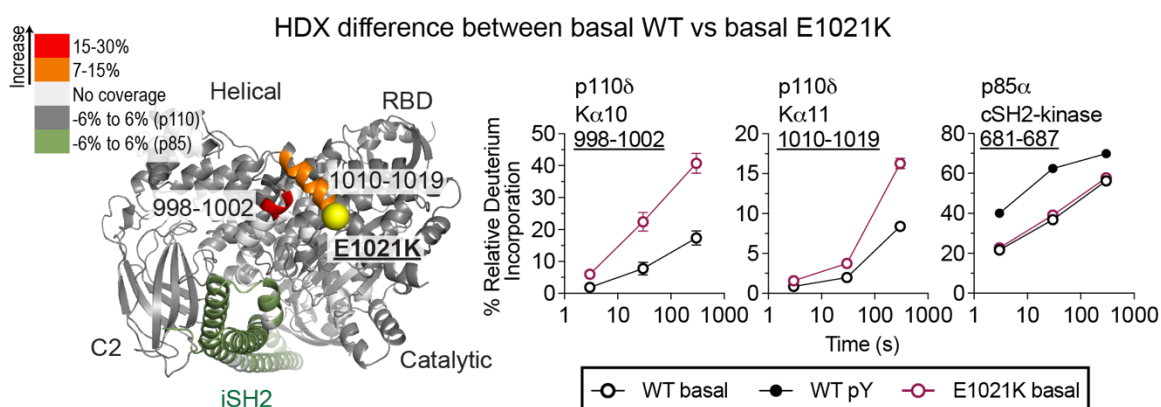 HDX difference between basal WT vs basal E1021K
Increase
15-30%
7-15%
No coverage
-6% to 6% (p110)
-6% to 6% (p85)
Helical
RBD
1010-1019
998-1002
E1021K
C2
Catalytic
iSH2
p110δ
Kα10
998-1002
p110δ
Kα11
1010-1019
p85α
cSH2-kinase
681-687
% Relative Deuterium
Incorporation
50
40
30
20
10
0
1 10 100 1000
20
15
10
5
0
1 10 100 1000
80
60
40
20
0
1 10 100 1000
Time (s)
WT basal WT pY E1021K basal